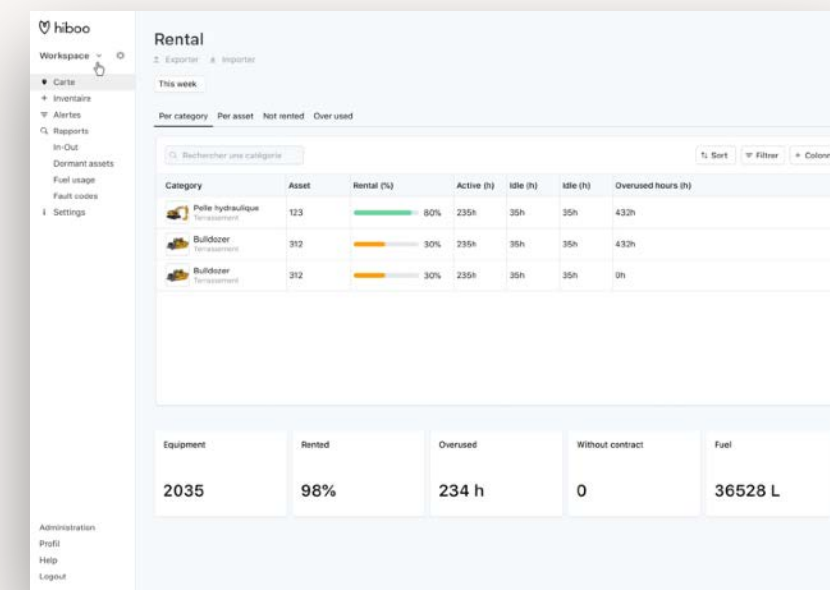 hiboo
Workspace
Carte
Inventaire
Alertes
Rapports
In-Out
Dormant assets
Fuel usage
Fault codes
Settings
Administration
Profil
Help
Logout
Rental
Exporter Importer
This week
Per category Per asset Not rented Over used
Rechercher une catégorie Sort Filtrer + Colonn
Category Asset Rental (%) Active (h) Idle (h) Idle (h) Overused hours (h)
Pelle hydraulique 123 80% 235h 35h 35h 432h
Terrassement
Bulldozer 312 30% 235h 35h 35h 432h
Terrassement
Bulldozer 312 30% 235h 35h 35h 0h
Terrassement
Equipment Rented Overused Without contract Fuel
2035 98% 234 h 0 36528 L